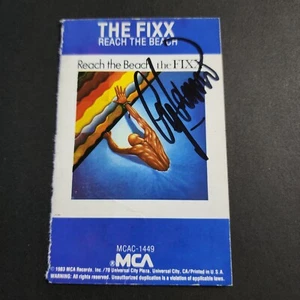 THE FIXX
REACH THE BEACH
Reach the Beach the FIXX
MCAC-1449
MCA
© 1983 MCA Records, Inc./70 Universal City Plaza, Universal City, CA/Printed in U.S.A.
WARNING: All rights reserved. Unauthorized duplication is a violation of applicable laws.